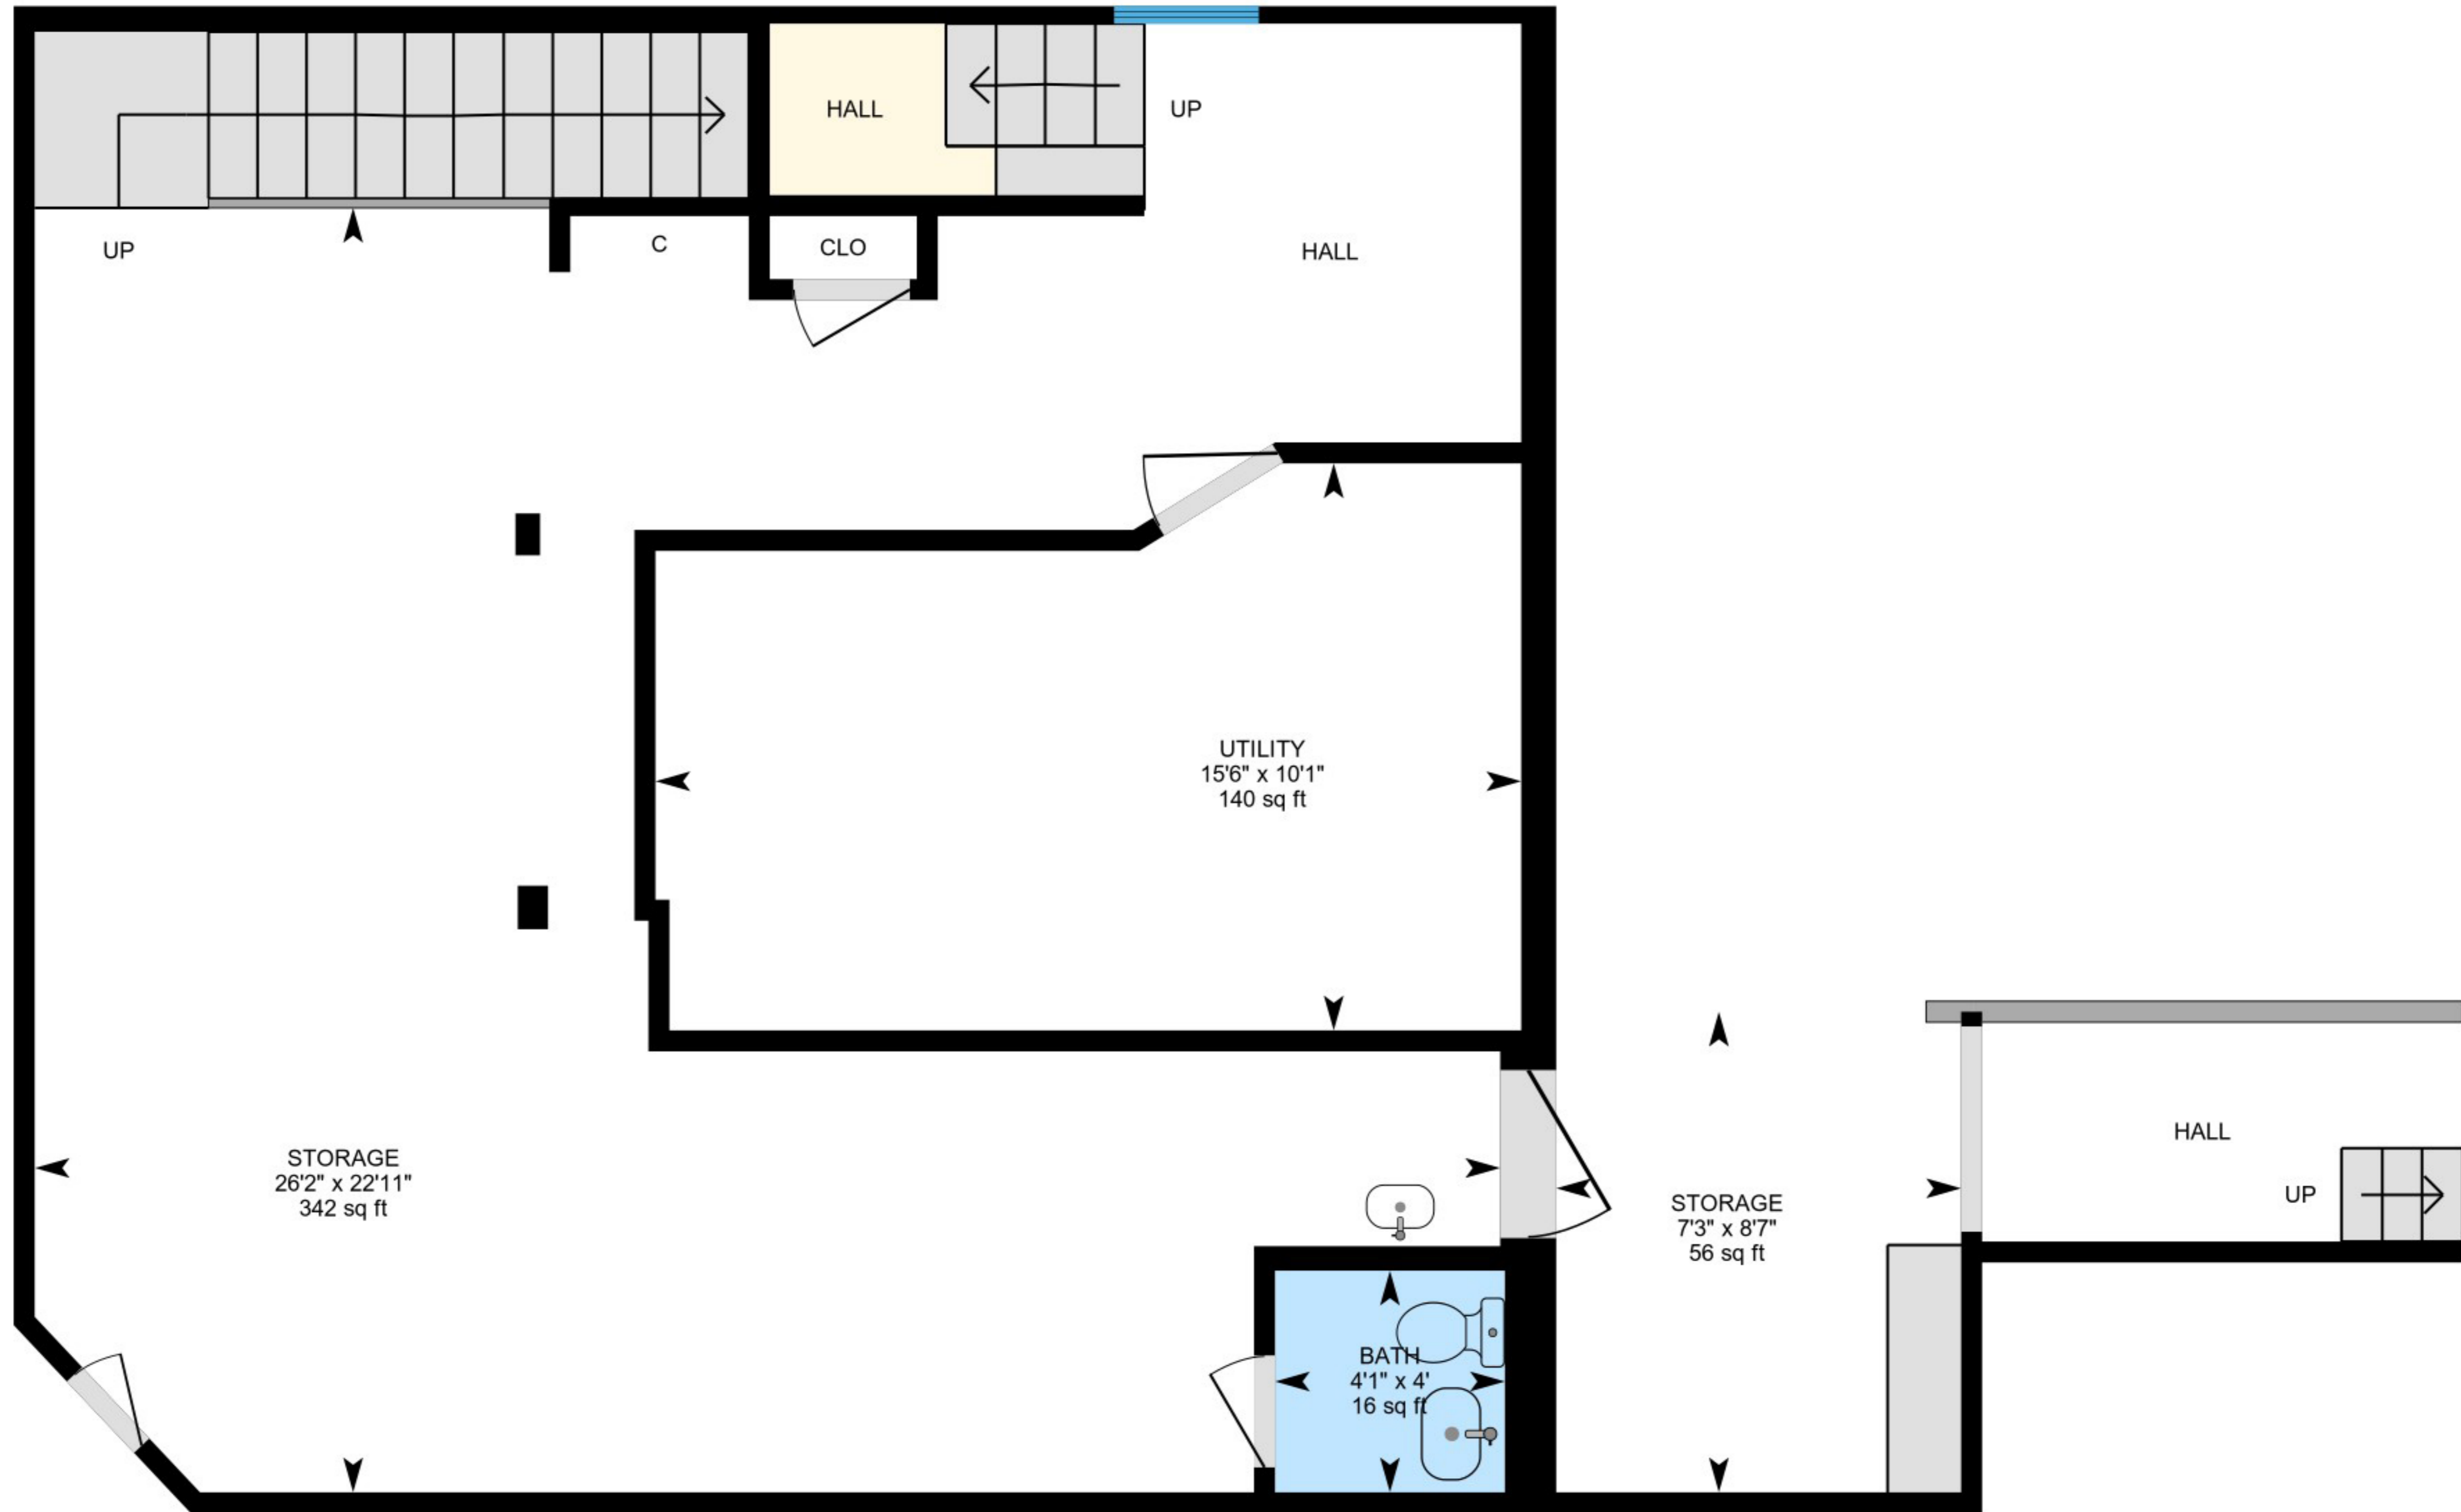 HALL
UP
UP
C
CLO
HALL
UTILITY
15'6" x 10'1"
140 sq ft
STORAGE
26'2" x 22'11"
342 sq ft
STORAGE
7'3" x 8'7"
56 sq ft
HALL
UP
BATH
4'1" x 4'
16 sq ft